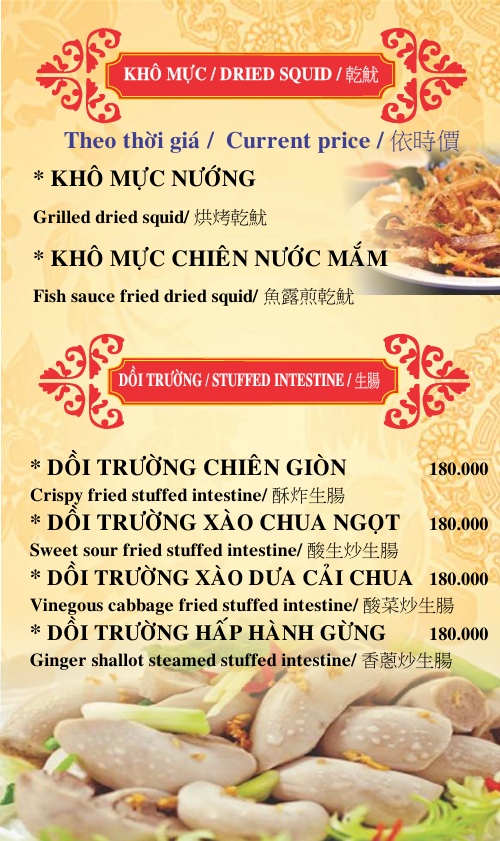 KHÔ MỰC / DRIED SQUID / 乾魷
Theo thời giá / Current price / 依時價
* KHÔ MỰC NƯỚNG
Grilled dried squid/ 烘烤乾魷
* KHÔ MỰC CHIÊN NƯỚC MẮM
Fish sauce fried dried squid/ 魚露煎乾魷
DỒI TRƯỜNG / STUFFED INTESTINE / 生腸
* DỒI TRƯỜNG CHIÊN GIÒN 180.000
Crispy fried stuffed intestine/ 酥炸生腸
* DỒI TRƯỜNG XÀO CHUA NGỌT 180.000
Sweet sour fried stuffed intestine/ 酸生炒生腸
* DỒI TRƯỜNG XÀO DƯA CẢI CHUA 180.000
Vinegous cabbage fried stuffed intestine/ 酸菜炒生腸
* DỒI TRƯỜNG HẤP HÀNH GỪNG 180.000
Ginger shallot steamed stuffed intestine/ 香蔥炒生腸